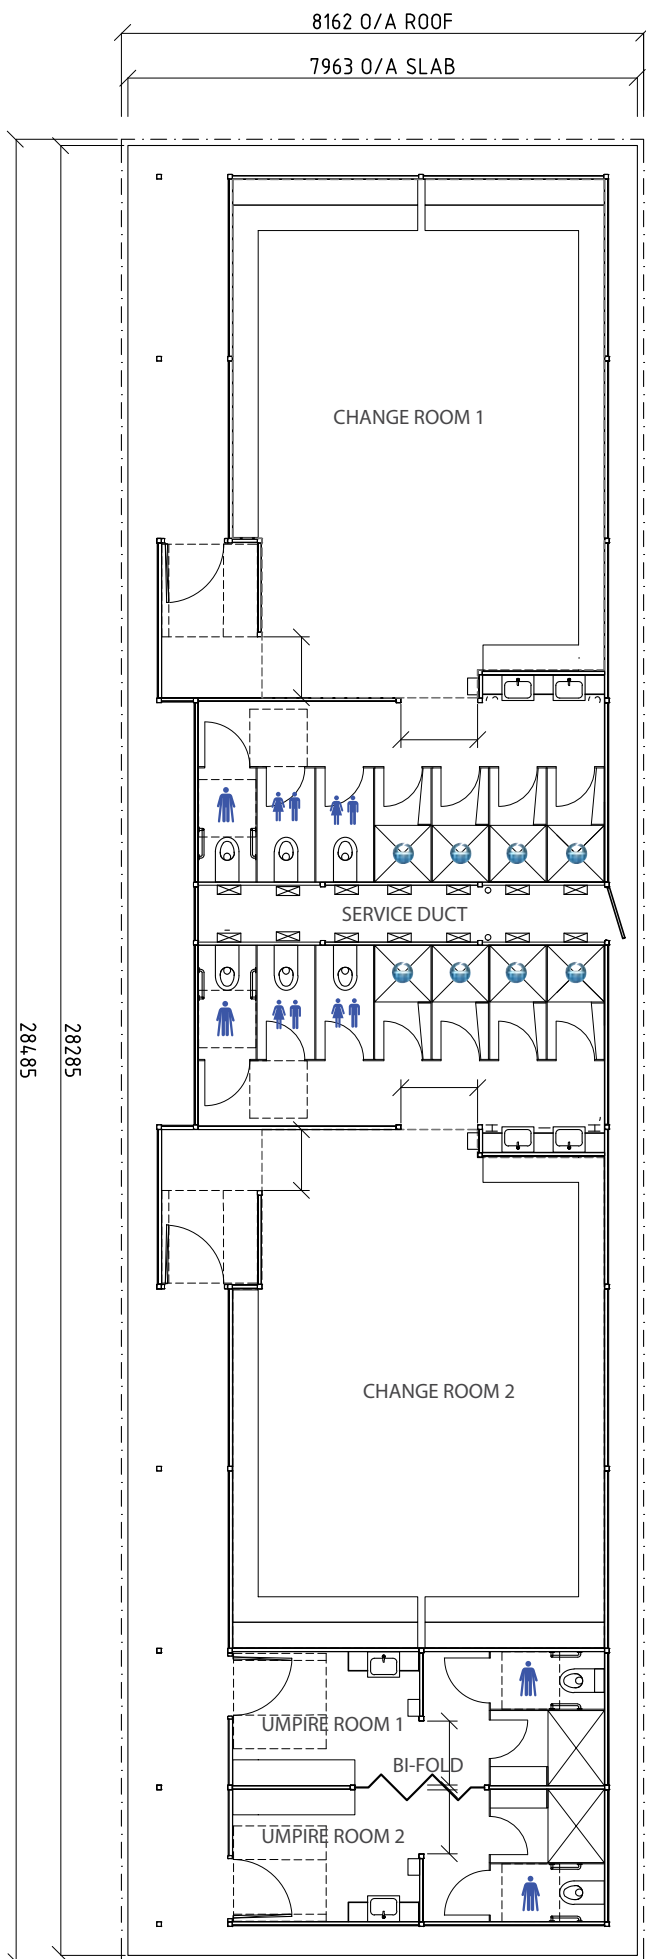 8162 O/A ROOF
7963 O/A SLAB
CHANGE ROOM 1
SERVICE DUCT
28485
28285
CHANGE ROOM 2
UMPIRE ROOM 1
BI-FOLD
UMPIRE ROOM 2